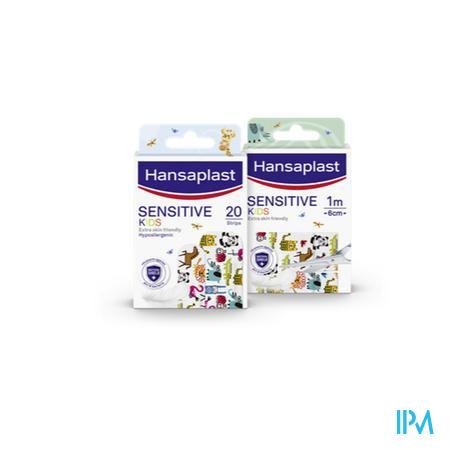 Hansaplast
SENSITIVE 20
KIDS Strips
Extra skin friendly
Hypoallergenic
Hansaplast
SENSITIVE 1m
KIDS -6cm-
Extra skin friendly
IPM